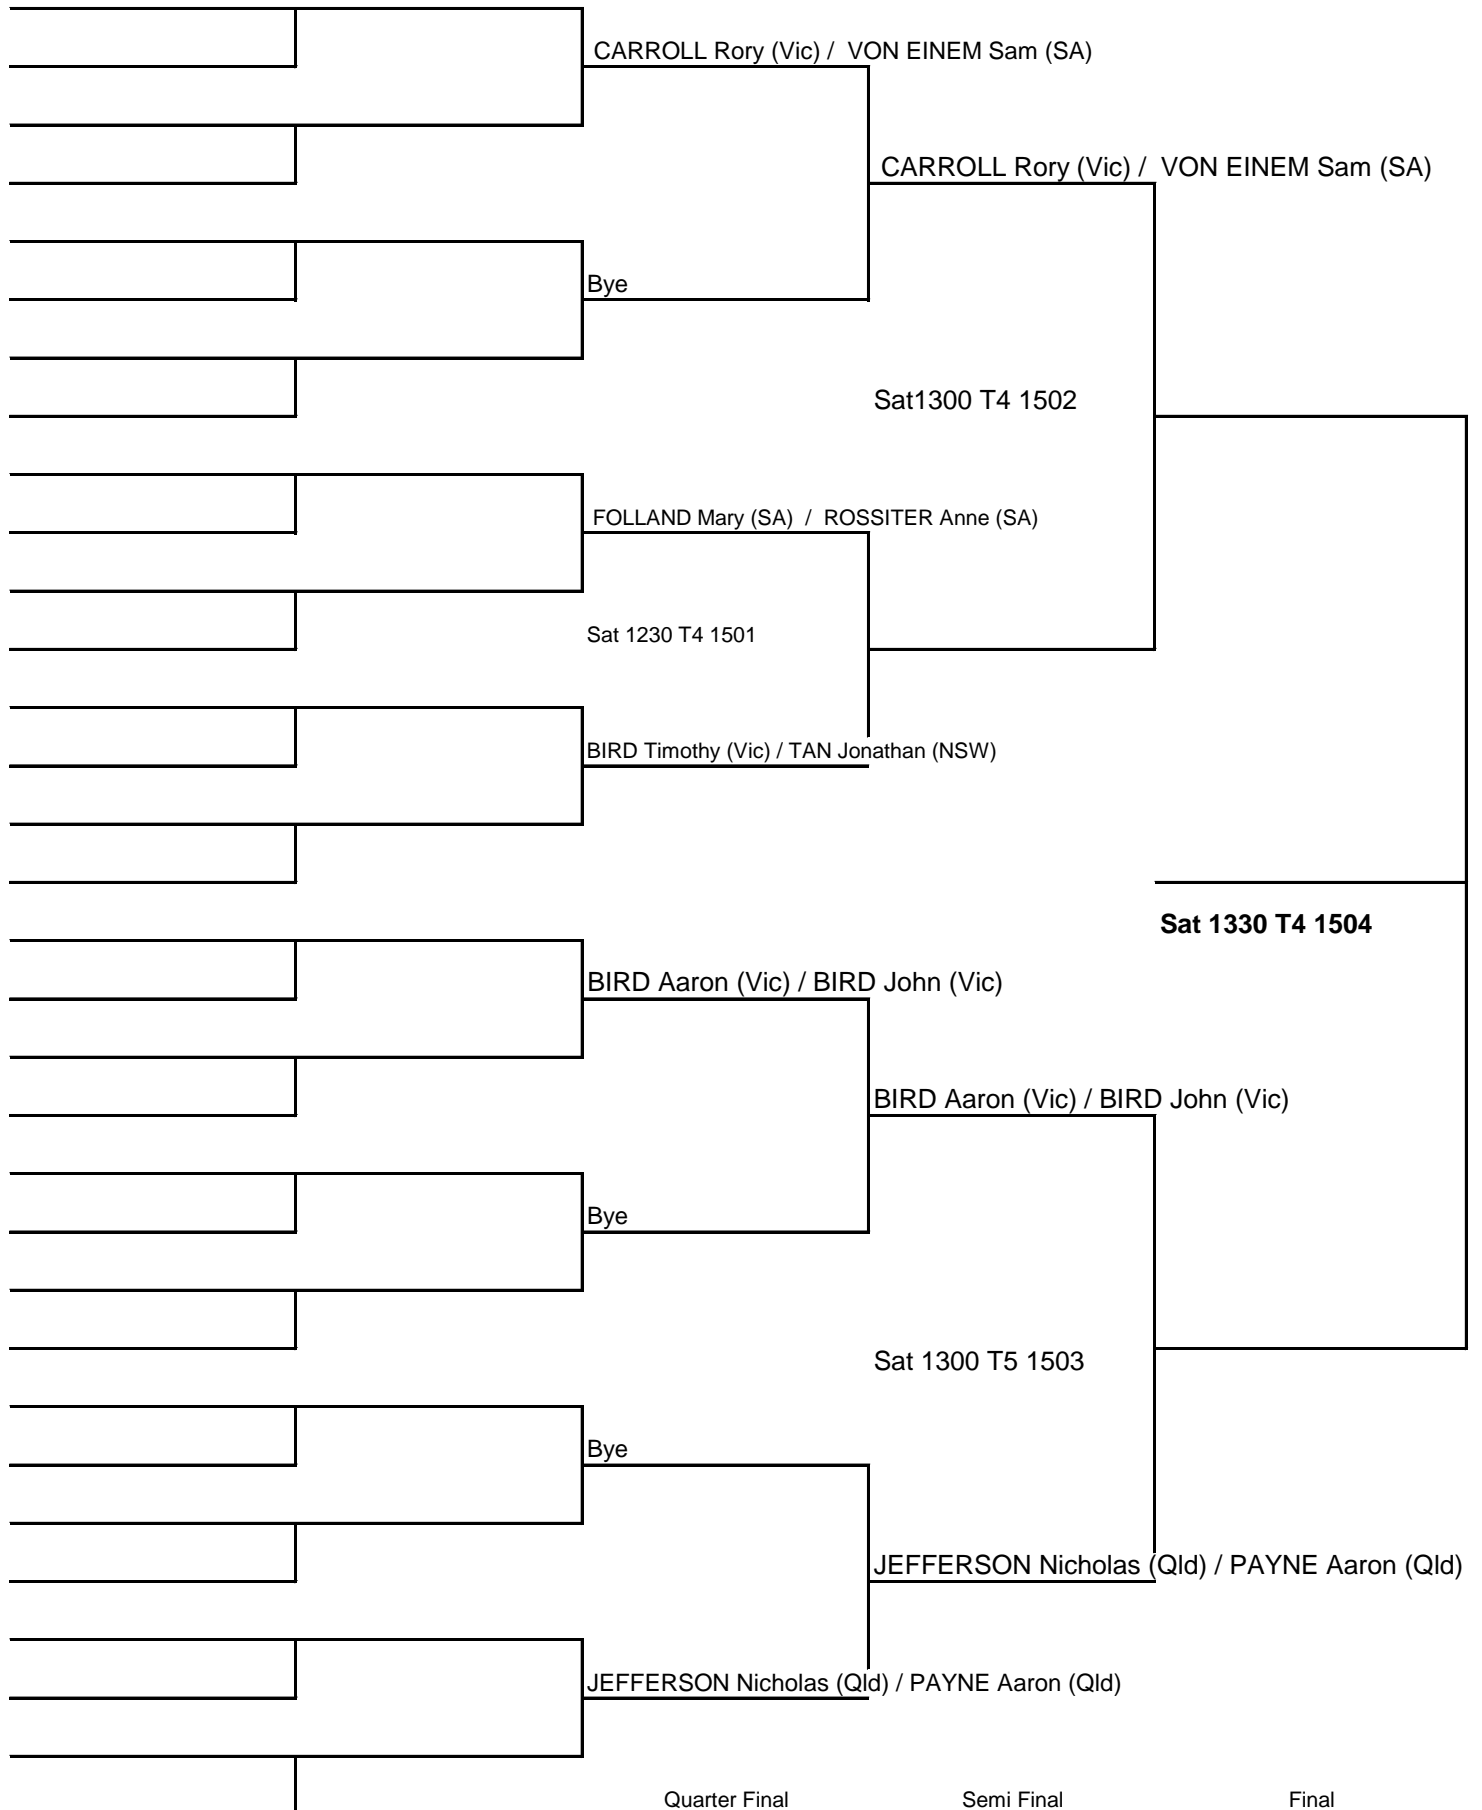 CARROLL Rory (Vic) / VON EINEM Sam (SA)
CARROLL Rory (Vic) / VON EINEM Sam (SA)
Bye
Sat1300 T4 1502
FOLLAND Mary (SA) / ROSSITER Anne (SA)
Sat 1230 T4 1501
BIRD Timothy (Vic) / TAN Jonathan (NSW)
Sat 1330 T4 1504
BIRD Aaron (Vic) / BIRD John (Vic)
BIRD Aaron (Vic) / BIRD John (Vic)
Bye
Sat 1300 T5 1503
Bye
JEFFERSON Nicholas (Qld) / PAYNE Aaron (Qld)
JEFFERSON Nicholas (Qld) / PAYNE Aaron (Qld)
Quarter Final
Semi Final
Final